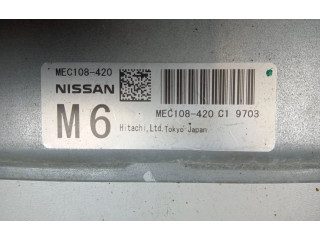 MEC108-420
NISSAN
MEC108-420 C1 9703
M6
Hitachi,Ltd.Tokyo Japan